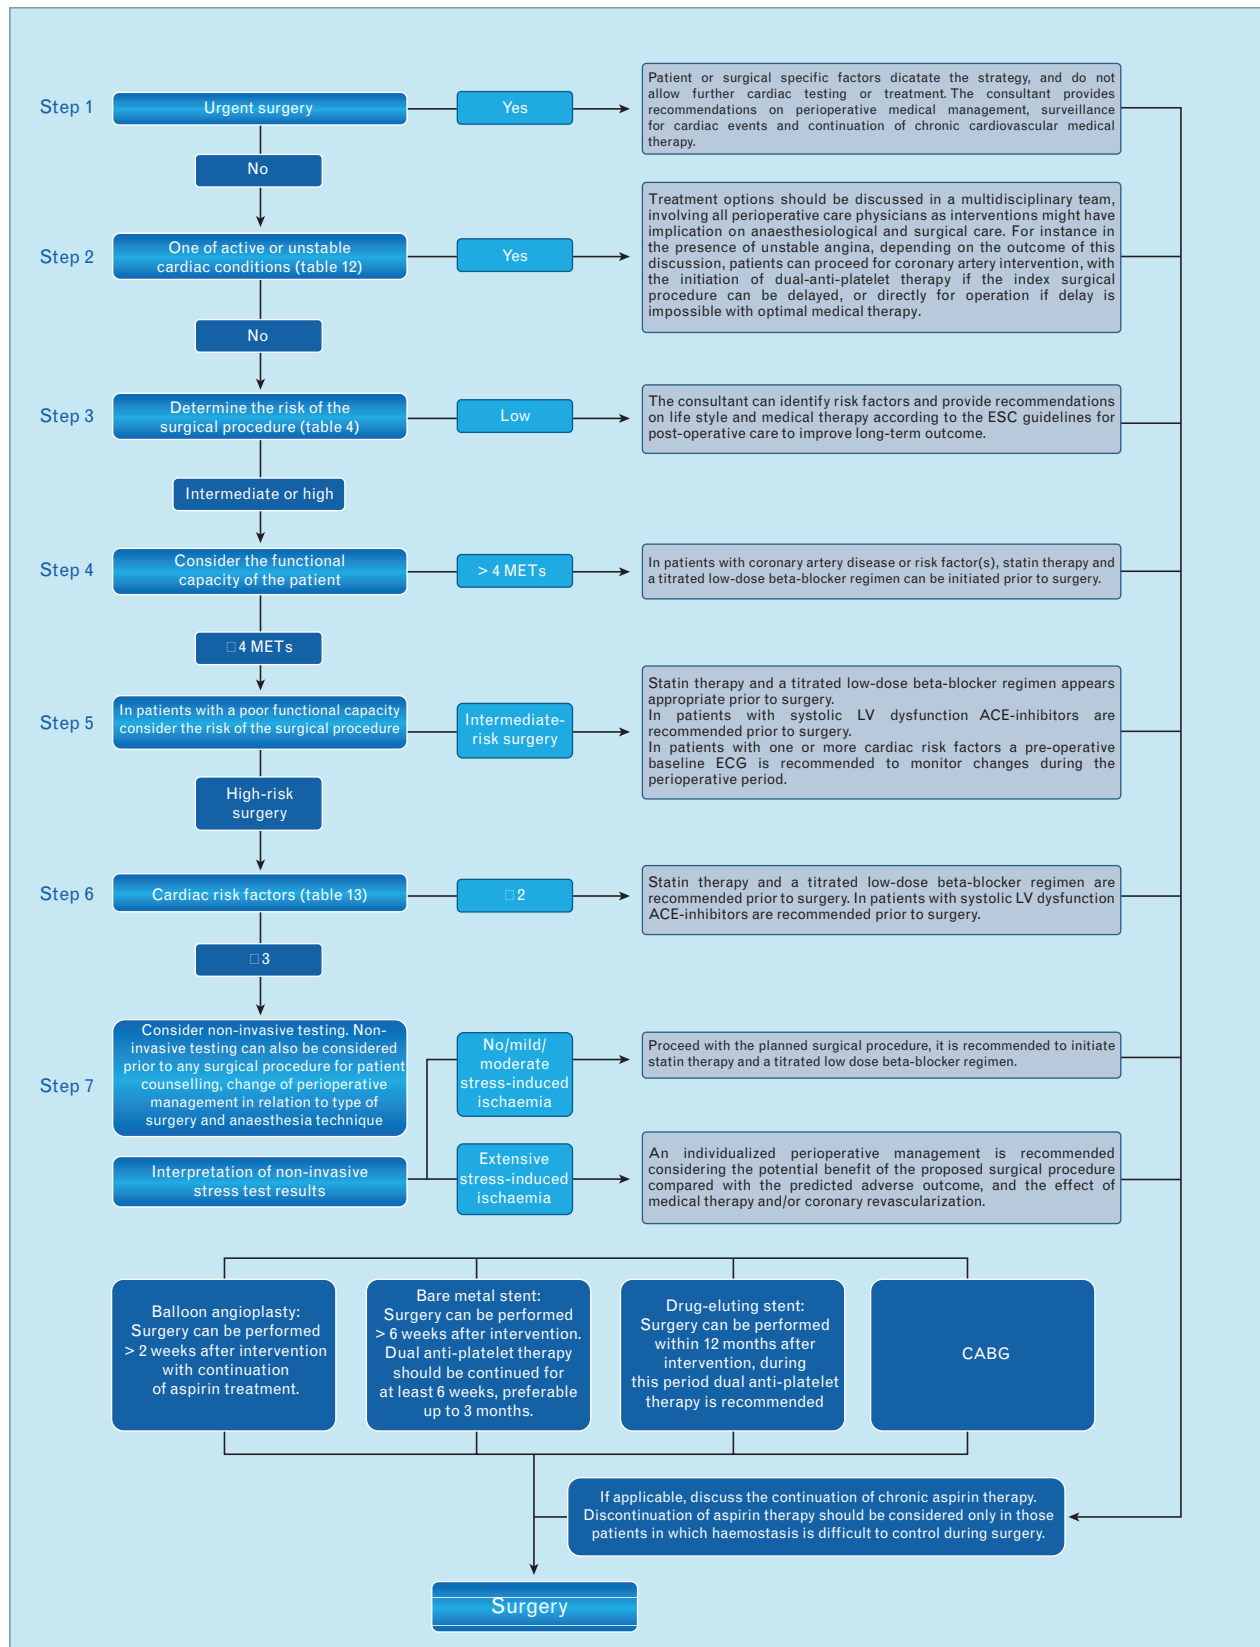 Step 1
Urgent surgery
Yes
Patient or surgical specific factors dicatate the strategy, and do not
allow further cardiac testing or treatment. The consultant provides
recommendations on perioperative medical management, surveillance
for cardiac events and continuation of chronic cardiovascular medical
therapy.
No
Step 2
One of active or unstable
cardiac conditions (table 12)
Yes
Treatment options should be discussed in a multidisciplinary team,
involving all perioperative care physicians as interventions might have
implication on anaesthesiological and surgical care. For instance in
the presence of unstable angina, depending on the outcome of this
discussion, patients can proceed for coronary artery intervention, with
the initiation of dual-anti-platelet therapy if the index surgical
procedure can be delayed, or directly for operation if delay is
impossible with optimal medical therapy.
No
Step 3
Determine the risk of the
surgical procedure (table 4)
Low
The consultant can identify risk factors and provide recommendations
on life style and medical therapy according to the ESC guidelines for
post-operative care to improve long-term outcome.
Intermediate or high
Step 4
Consider the functional
capacity of the patient
> 4 METs
In patients with coronary artery disease or risk factor(s), statin therapy and
a titrated low-dose beta-blocker regimen can be initiated prior to surgery.
□ 4 METs
Step 5
In patients with a poor functional capacity
consider the risk of the surgical procedure
Intermediate-
risk surgery
Statin therapy and a titrated low-dose beta-blocker regimen appears
appropriate prior to surgery.
In patients with systolic LV dysfunction ACE-inhibitors are
recommended prior to surgery.
In patients with one or more cardiac risk factors a pre-operative
baseline ECG is recommended to monitor changes during the
perioperative period.
High-risk
surgery
Step 6
Cardiac risk factors (table 13)
□ 2
Statin therapy and a titrated low-dose beta-blocker regimen are
recommended prior to surgery. In patients with systolic LV dysfunction
ACE-inhibitors are recommended prior to surgery.
□ 3
Step 7
Consider non-invasive testing. Non-
invasive testing can also be considered
prior to any surgical procedure for patient
counselling, change of perioperative
management in relation to type of
surgery and anaesthesia technique
No/mild/
moderate
stress-induced
ischaemia
Proceed with the planned surgical procedure, it is recommended to initiate
statin therapy and a titrated low dose beta-blocker regimen.
Interpretation of non-invasive
stress test results
Extensive
stress-induced
ischaemia
An individualized perioperative management is recommended
considering the potential benefit of the proposed surgical procedure
compared with the predicted adverse outcome, and the effect of
medical therapy and/or coronary revascularization.
Balloon angioplasty:
Surgery can be performed
> 2 weeks after intervention
with continuation
of aspirin treatment.
Bare metal stent:
Surgery can be performed
> 6 weeks after intervention.
Dual anti-platelet therapy
should be continued for
at least 6 weeks, preferable
up to 3 months.
Drug-eluting stent:
Surgery can be performed
within 12 months after
intervention, during
this period dual anti-platelet
therapy is recommended
CABG
If applicable, discuss the continuation of chronic aspirin therapy.
Discontinuation of aspirin therapy should be considered only in those
patients in which haemostasis is difficult to control during surgery.
Surgery